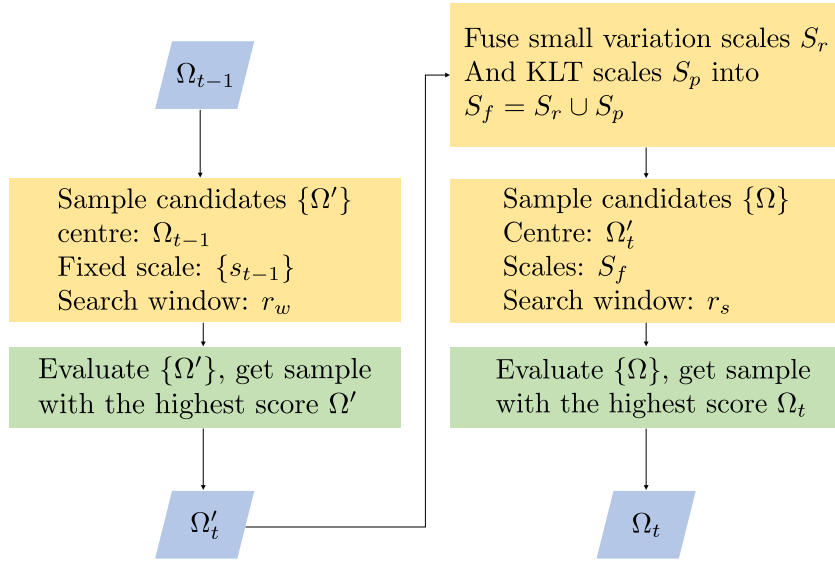 Ω_{t−1}
Sample candidates {Ω′}
centre: Ω_{t−1}
Fixed scale: {s_{t−1}}
Search window: r_w
Evaluate {Ω′}, get sample
with the highest score Ω′
Ω′_t
Fuse small variation scales S_r
And KLT scales S_p into
S_f = S_r ∪ S_p
Sample candidates {Ω}
Centre: Ω′_t
Scales: S_f
Search window: r_s
Evaluate {Ω}, get sample
with the highest score Ω_t
Ω_t